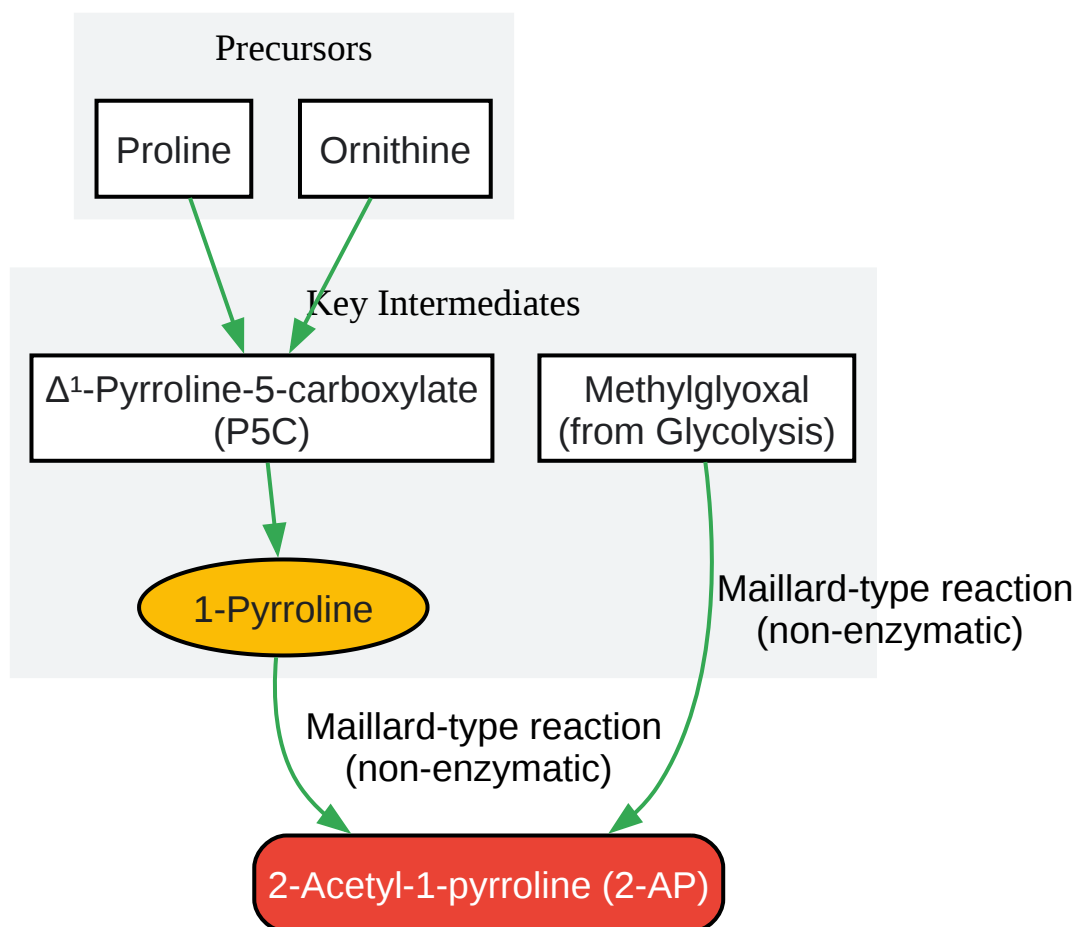 Precursors
Proline
Ornithine
Key Intermediates
Δ¹-Pyrroline-5-carboxylate
(P5C)
Methylglyoxal
(from Glycolysis)
1-Pyrroline
Maillard-type reaction
(non-enzymatic)
Maillard-type reaction
(non-enzymatic)
2-Acetyl-1-pyrroline (2-AP)